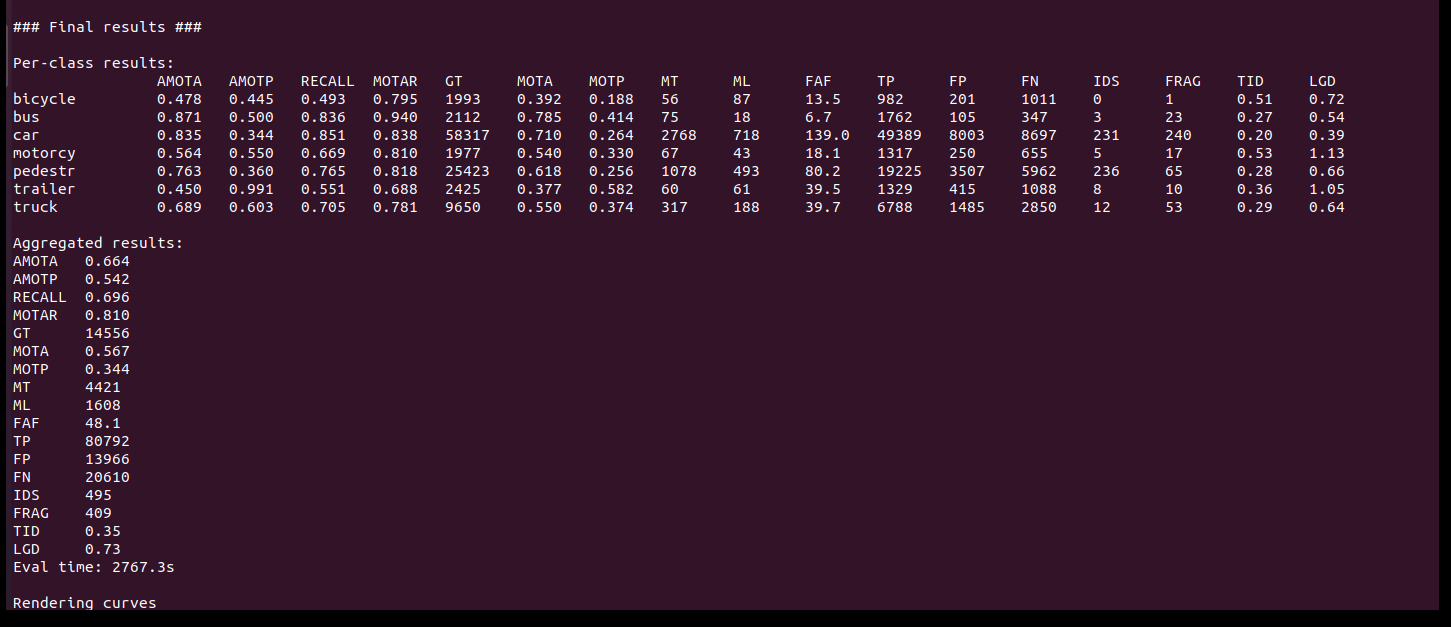 ### Final results ###
Per-class results:
AMOTA AMOTP RECALL MOTAR GT MOTA MOTP MT ML FAF TP FP FN IDS FRAG TID LGD
bicycle 0.478 0.445 0.493 0.795 1993 0.392 0.188 56 87 13.5 982 201 1011 0 1 0.51 0.72
bus 0.871 0.500 0.836 0.940 2112 0.785 0.414 75 18 6.7 1762 105 347 3 23 0.27 0.54
car 0.835 0.344 0.851 0.838 58317 0.710 0.264 2768 718 139.0 49389 8003 8697 231 240 0.20 0.39
motorcy 0.564 0.550 0.669 0.810 1977 0.540 0.330 67 43 18.1 1317 250 655 5 17 0.53 1.13
pedestr 0.763 0.360 0.765 0.818 25423 0.618 0.256 1078 493 80.2 19225 3507 5962 236 65 0.28 0.66
trailer 0.450 0.991 0.551 0.688 2425 0.377 0.582 60 61 39.5 1329 415 1088 8 10 0.36 1.05
truck 0.689 0.603 0.705 0.781 9650 0.550 0.374 317 188 39.7 6788 1485 2850 12 53 0.29 0.64
Aggregated results:
AMOTA 0.664
AMOTP 0.542
RECALL 0.696
MOTAR 0.810
GT 14556
MOTA 0.567
MOTP 0.344
MT 4421
ML 1608
FAF 48.1
TP 80792
FP 13966
FN 20610
IDS 495
FRAG 409
TID 0.35
LGD 0.73
Eval time: 2767.3s
Rendering curves